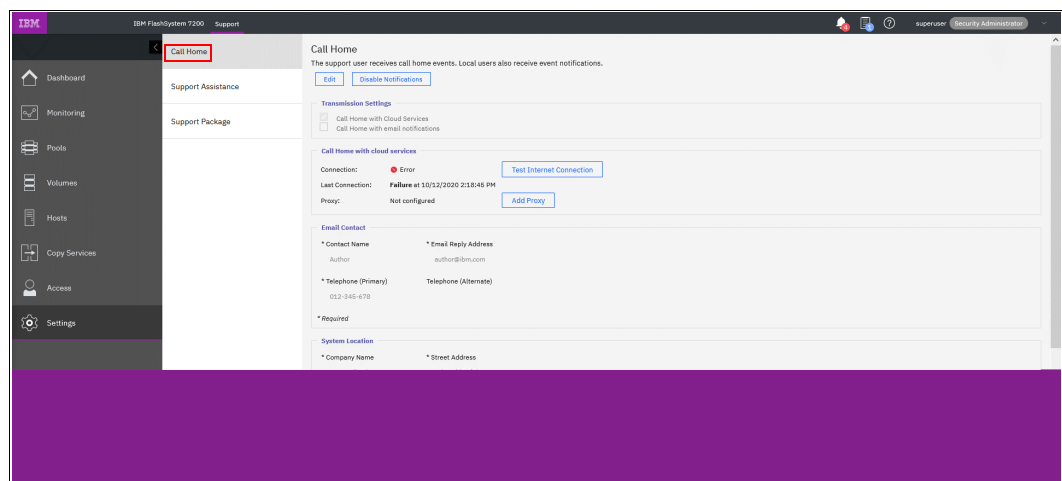 IBM
IBM FlashSystem 7200 Support
4
superuser Security Administrator
Dashboard
Monitoring
Pools
Volumes
Hosts
Copy Services
Access
Settings
Call Home
Support Assistance
Support Package
Call Home
The support user receives call home events. Local users also receive event notifications.
Edit Disable Notifications
Transmission Settings
Call Home with Cloud Services
Call Home with email notifications
Call Home with cloud services
Connection: Error Test Internet Connection
Last Connection: Failure at 10/12/2020 2:18:45 PM
Proxy: Not configured Add Proxy
Email Contact
* Contact Name * Email Reply Address
Author author@ibm.com
* Telephone (Primary) Telephone (Alternate)
012-345-678
* Required
System Location
* Company Name * Street Address